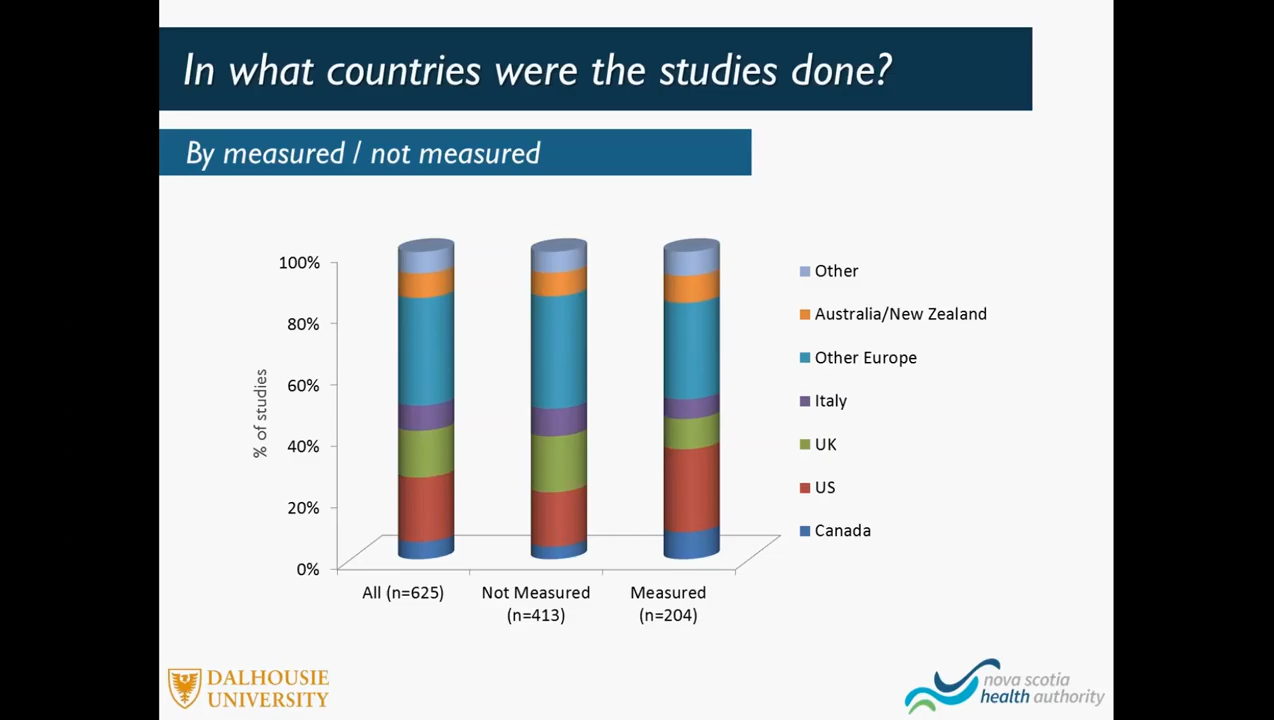 In what countries were the studies done?
By measured / not measured
100%
80%
60%
40%
20%
0%
% of studies
All (n=625)
Not Measured
(n=413)
Measured
(n=204)
Other
Australia/New Zealand
Other Europe
Italy
UK
US
Canada
DALHOUSIE
UNIVERSITY
nova scotia
health authority